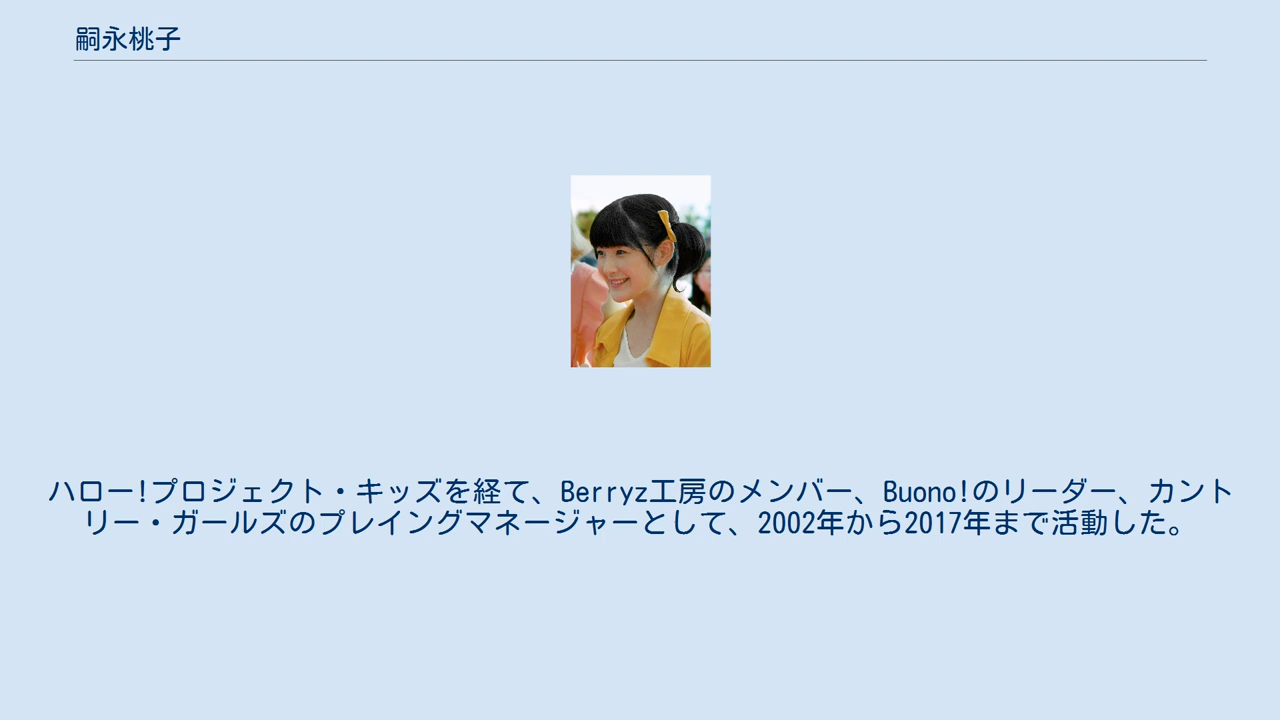 嗣永桃子
ハロー!プロジェクト・キッズを経て、Berryz工房のメンバー、Buono!のリーダー、カント
リー・ガールズのプレイングマネージャーとして、2002年から2017年まで活動した。